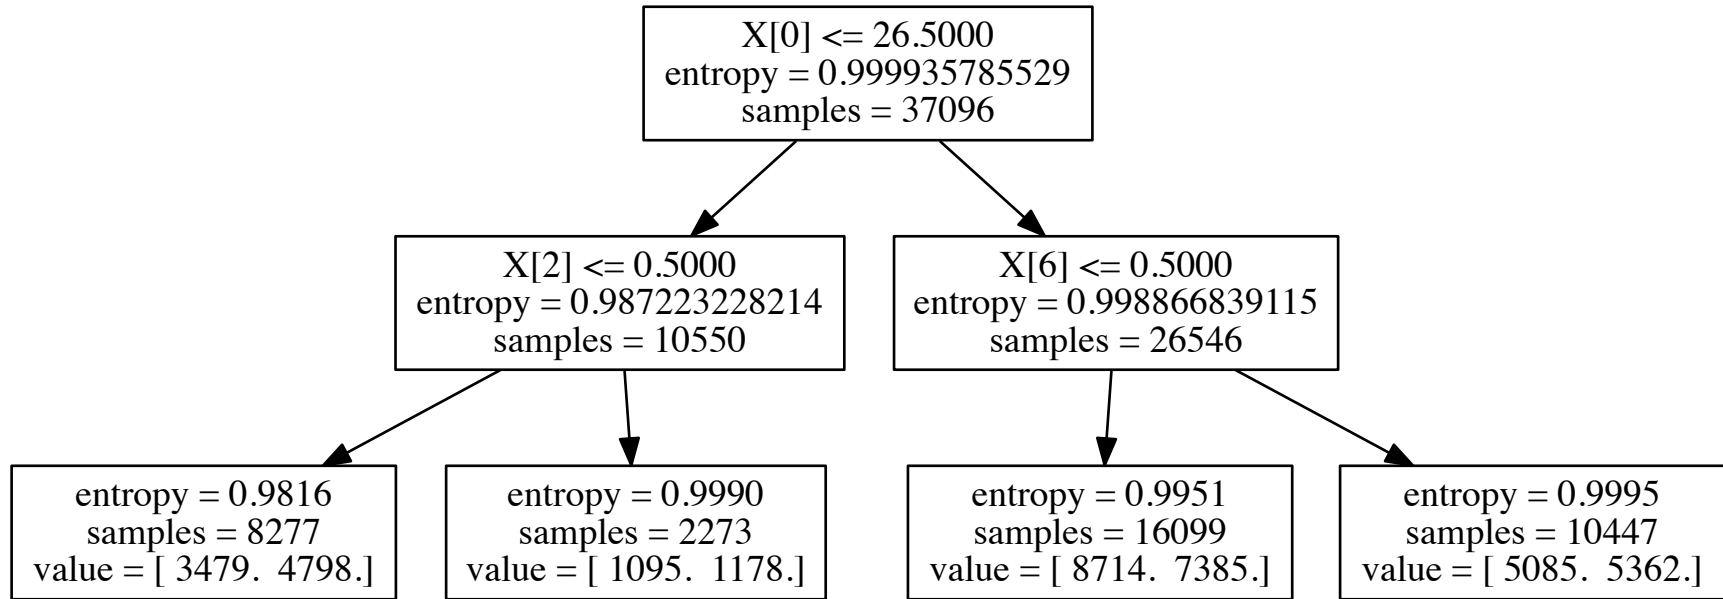 X[0] <= 26.5000
entropy = 0.999935785529
samples = 37096
X[2] <= 0.5000
entropy = 0.987223228214
samples = 10550
X[6] <= 0.5000
entropy = 0.998866839115
samples = 26546
entropy = 0.9816
samples = 8277
value = [ 3479.  4798.]
entropy = 0.9990
samples = 2273
value = [ 1095.  1178.]
entropy = 0.9951
samples = 16099
value = [ 8714.  7385.]
entropy = 0.9995
samples = 10447
value = [ 5085.  5362.]